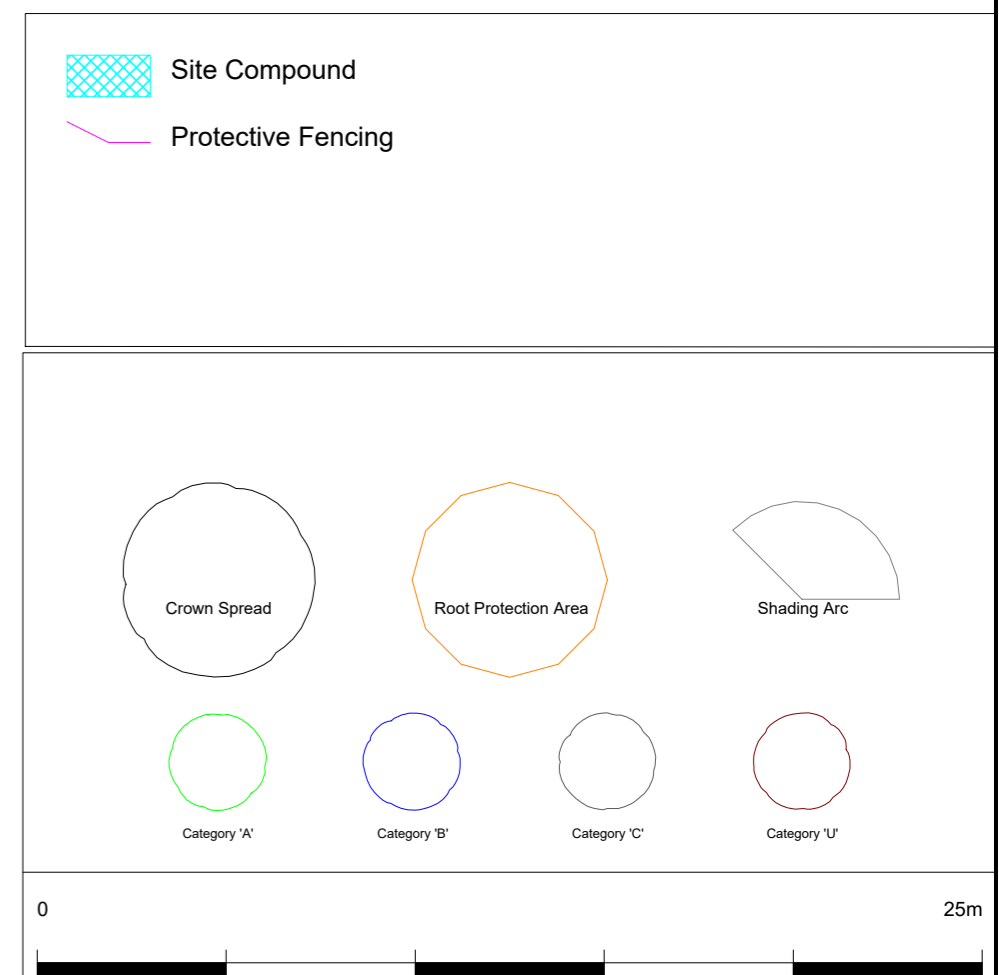 Site Compound
Protective Fencing
Crown Spread
Root Protection Area
Shading Arc
Category 'A'
Category 'B'
Category 'C'
Category 'U'
0
25m